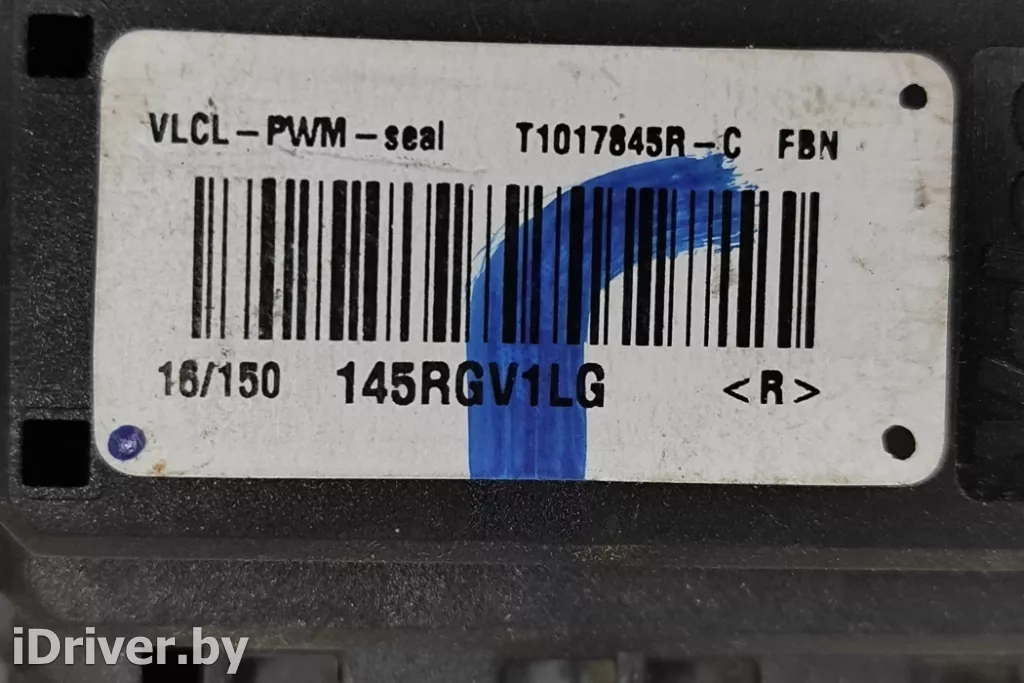 VLCL-PWM-seal T1017845R-C FBN
16/150 145RGV1LG <R>
iDriver.by